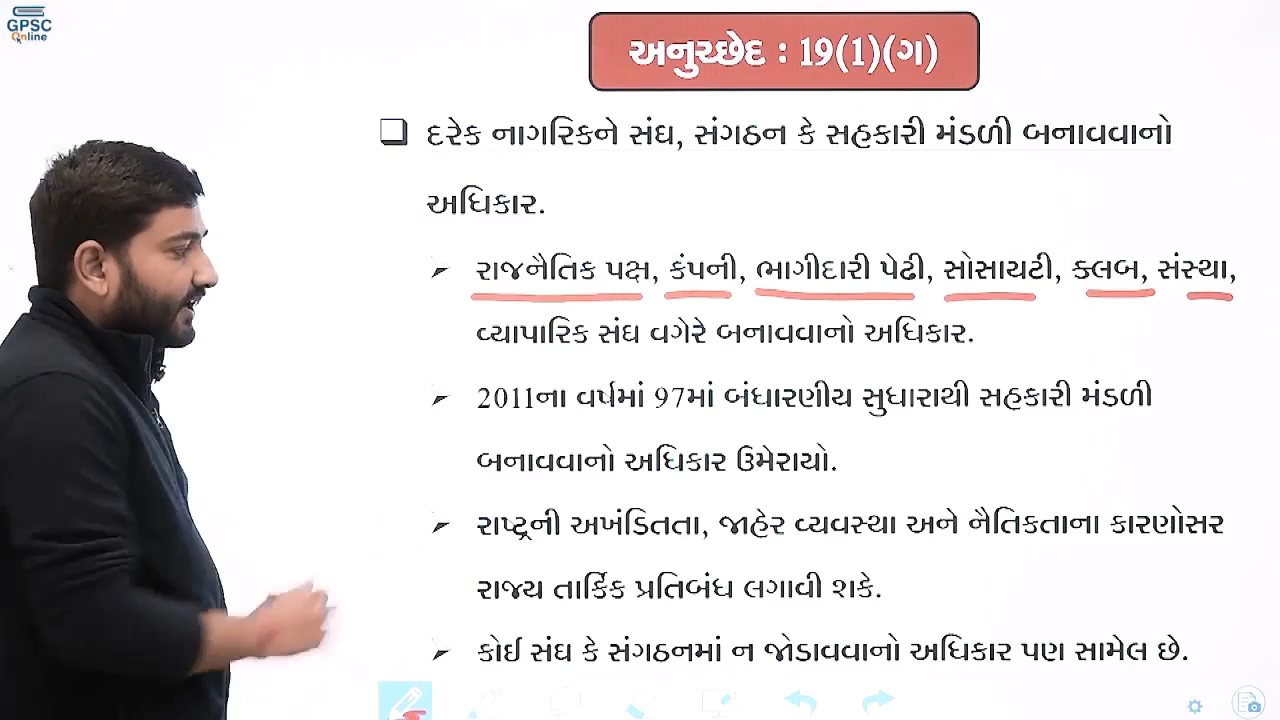 GPSC
Online
અનુચ્છેદ : 19(1)(ગ)
દરેક નાગરિકને સંઘ, સંગઠન કે સહકારી મંડળી બનાવવાનો
અધિકાર.
રાજનૈતિક પક્ષ, કંપની, ભાગીદારી પેઢી, સોસાયટી, ક્લબ, સંસ્થા,
વ્યાપારિક સંઘ વગેરે બનાવવાનો અધિકાર.
2011ના વર્ષમાં 97માં બંધારણીય સુધારાથી સહકારી મંડળી
બનાવવાનો અધિકાર ઉમેરાયો.
રાષ્ટ્રની અખંડિતતા, જાહેર વ્યવસ્થા અને નૈતિકતાના કારણોસર
રાજ્ય તાર્કિક પ્રતિબંધ લગાવી શકે.
કોઈ સંઘ કે સંગઠનમાં ન જોડાવવાનો અધિકાર પણ સામેલ છે.